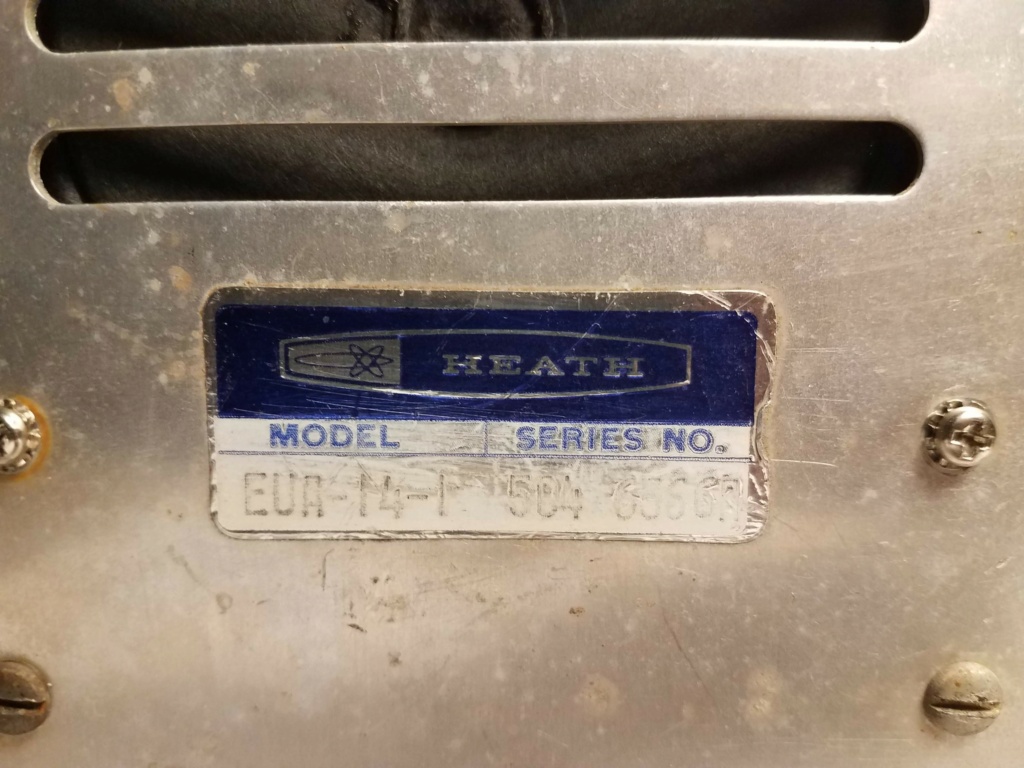 HEATH
MODEL SERIES NO.
EUA-14-1